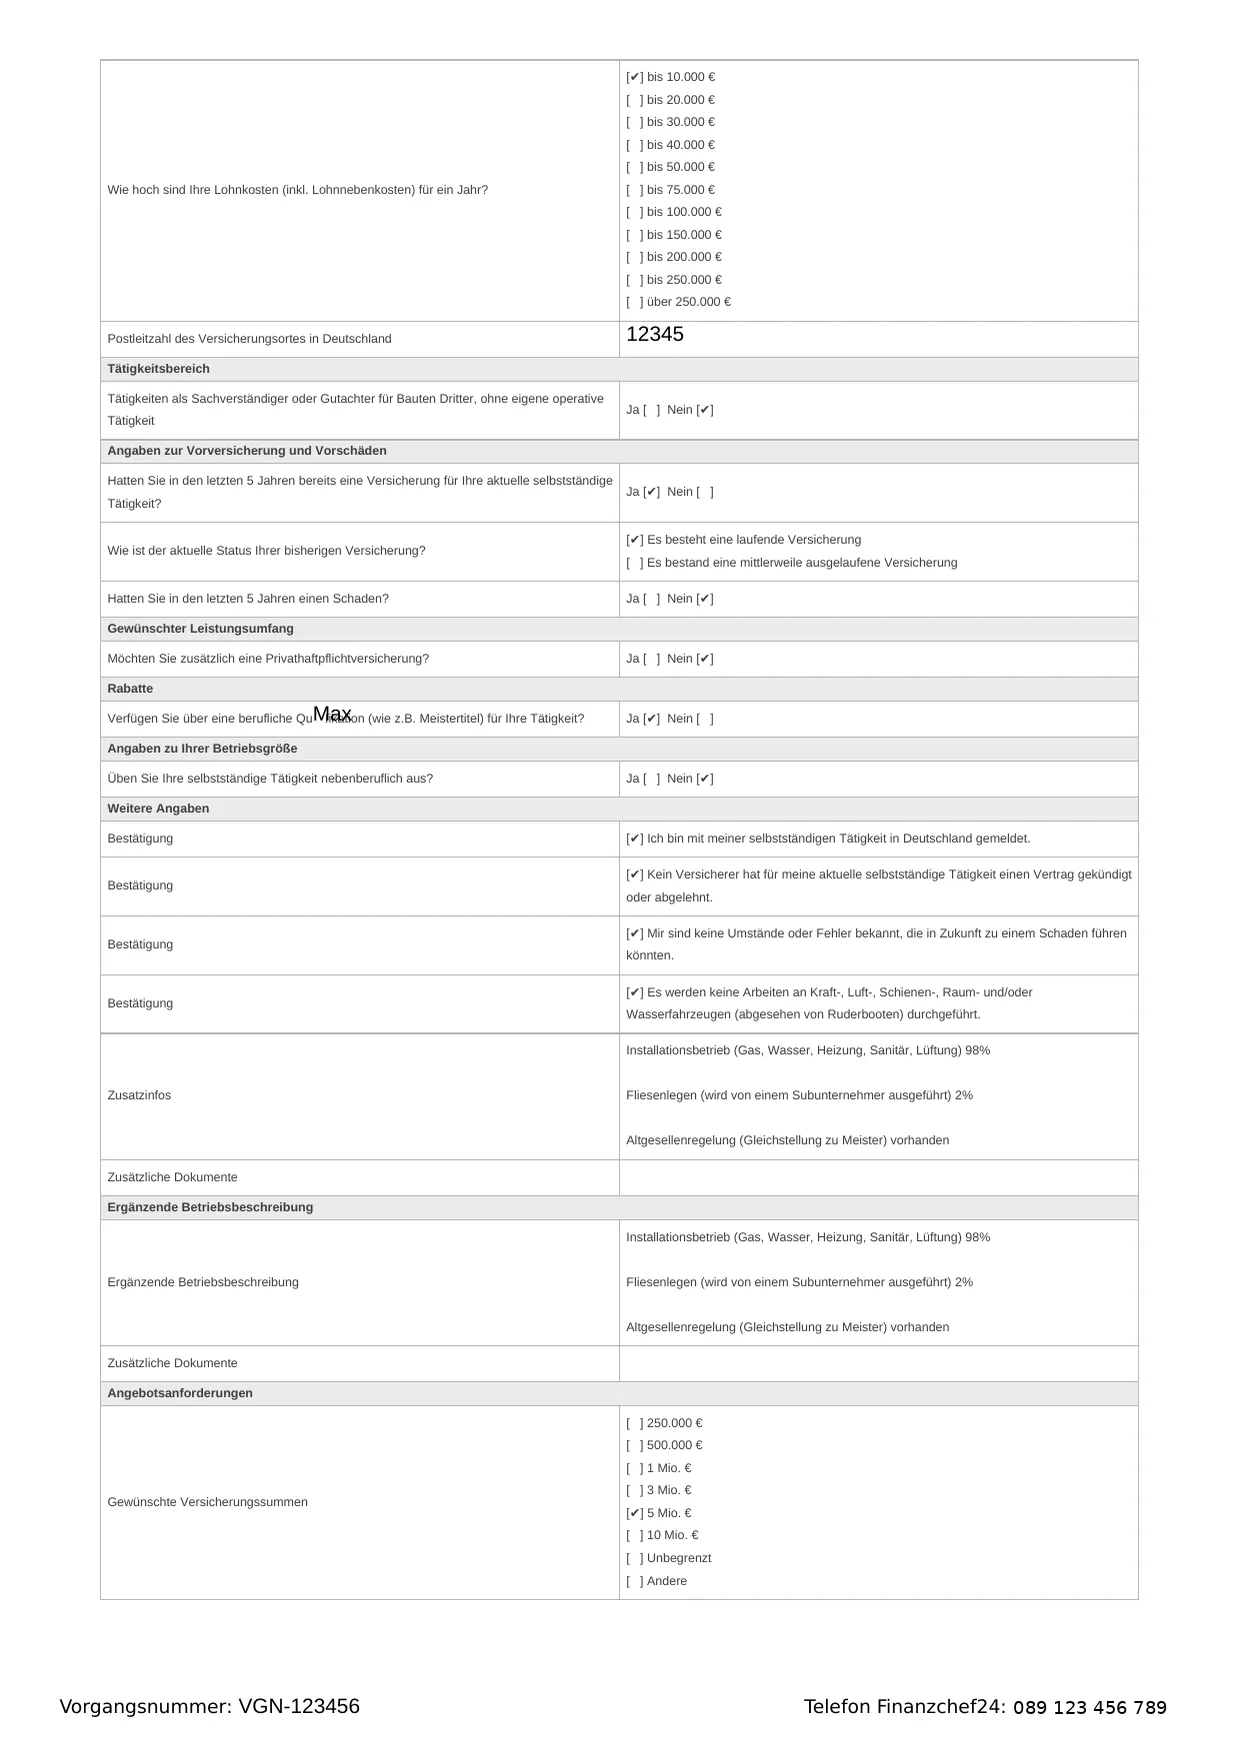 [✔] bis 10.000 €
[ ] bis 20.000 €
[ ] bis 30.000 €
[ ] bis 40.000 €
[ ] bis 50.000 €
Wie hoch sind Ihre Lohnkosten (inkl. Lohnnebenkosten) für ein Jahr? [ ] bis 75.000 €
[ ] bis 100.000 €
[ ] bis 150.000 €
[ ] bis 200.000 €
[ ] bis 250.000 €
[ ] über 250.000 €
Postleitzahl des Versicherungsortes in Deutschland 12345
Tätigkeitsbereich
Tätigkeiten als Sachverständiger oder Gutachter für Bauten Dritter, ohne eigene operative
Tätigkeit
Ja [ ] Nein [✔]
Angaben zur Vorversicherung und Vorschäden
Hatten Sie in den letzten 5 Jahren bereits eine Versicherung für Ihre aktuelle selbstständige
Tätigkeit?
Ja [✔] Nein [ ]
Wie ist der aktuelle Status Ihrer bisherigen Versicherung?
[✔] Es besteht eine laufende Versicherung
[ ] Es bestand eine mittlerweile ausgelaufene Versicherung
Hatten Sie in den letzten 5 Jahren einen Schaden? Ja [ ] Nein [✔]
Gewünschter Leistungsumfang
Möchten Sie zusätzlich eine Privathaftpflichtversicherung? Ja [ ] Nein [✔]
Rabatte
Verfügen Sie über eine berufliche Max (wie z.B. Meistertitel) für Ihre Tätigkeit? Ja [✔] Nein [ ]
Angaben zu Ihrer Betriebsgröße
Üben Sie Ihre selbstständige Tätigkeit nebenberuflich aus? Ja [ ] Nein [✔]
Weitere Angaben
Bestätigung [✔] Ich bin mit meiner selbstständigen Tätigkeit in Deutschland gemeldet.
Bestätigung
[✔] Kein Versicherer hat für meine aktuelle selbstständige Tätigkeit einen Vertrag gekündigt
oder abgelehnt.
Bestätigung
[✔] Mir sind keine Umstände oder Fehler bekannt, die in Zukunft zu einem Schaden führen
könnten.
Bestätigung
[✔] Es werden keine Arbeiten an Kraft-, Luft-, Schienen-, Raum- und/oder
Wasserfahrzeugen (abgesehen von Ruderbooten) durchgeführt.
Zusatzinfos
Installationsbetrieb (Gas, Wasser, Heizung, Sanitär, Lüftung) 98%
Fliesenlegen (wird von einem Subunternehmer ausgeführt) 2%
Altgesellenregelung (Gleichstellung zu Meister) vorhanden
Zusätzliche Dokumente
Ergänzende Betriebsbeschreibung
Ergänzende Betriebsbeschreibung
Installationsbetrieb (Gas, Wasser, Heizung, Sanitär, Lüftung) 98%
Fliesenlegen (wird von einem Subunternehmer ausgeführt) 2%
Altgesellenregelung (Gleichstellung zu Meister) vorhanden
Zusätzliche Dokumente
Angebotsanforderungen
Gewünschte Versicherungssummen
[ ] 250.000 €
[ ] 500.000 €
[ ] 1 Mio. €
[ ] 3 Mio. €
[✔] 5 Mio. €
[ ] 10 Mio. €
[ ] Unbegrenzt
[ ] Andere
Vorgangsnummer: VGN-123456 Telefon Finanzchef24: 089 123 456 789